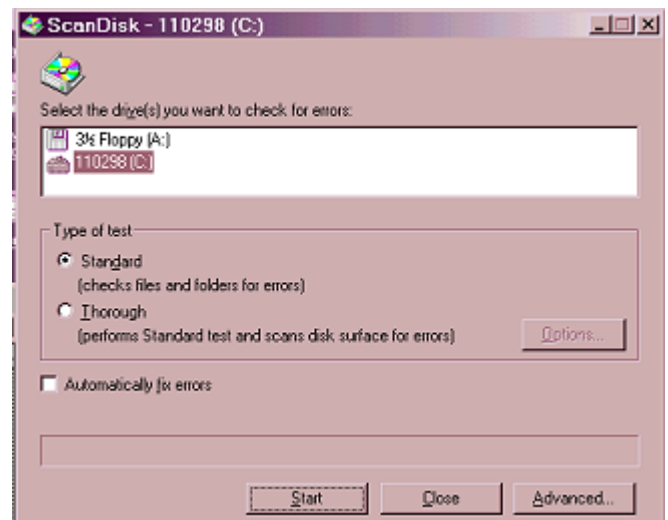 ScanDisk - 110298 (C:)
Select the drive(s) you want to check for errors:
3½ Floppy (A:)
110298 (C:)
Type of test
Standard
(checks files and folders for errors)
Thorough
(performs Standard test and scans disk surface for errors)
Options...
Automatically fix errors
Start
Close
Advanced...